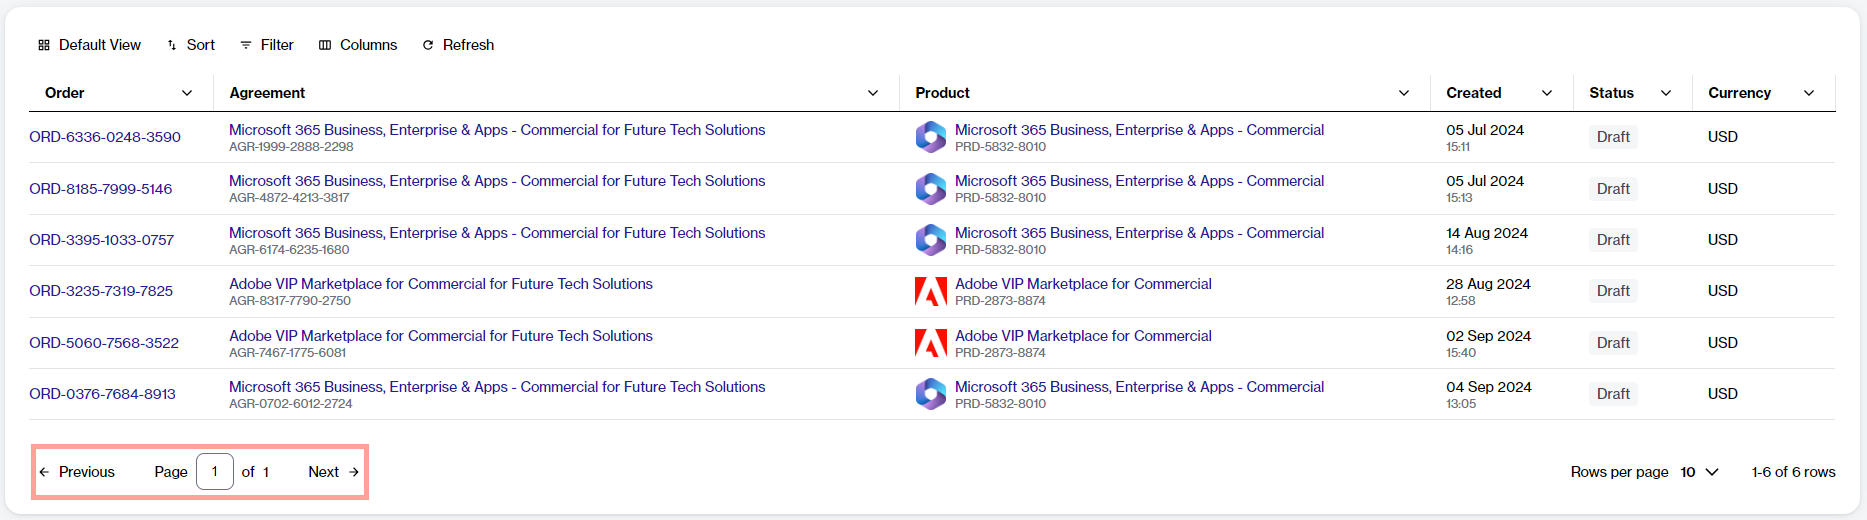 Default View Sort Filter Columns Refresh
Order Agreement Product Created Status Currency
ORD-6336-0248-3590 Microsoft 365 Business, Enterprise & Apps - Commercial for Future Tech Solutions Microsoft 365 Business, Enterprise & Apps - Commercial 05 Jul 2024 Draft USD
AGR-1999-2888-2298 PRD-5832-8010 15:11
ORD-8185-7999-5146 Microsoft 365 Business, Enterprise & Apps - Commercial for Future Tech Solutions Microsoft 365 Business, Enterprise & Apps - Commercial 05 Jul 2024 Draft USD
AGR-4872-4213-3817 PRD-5832-8010 15:13
ORD-3395-1033-0757 Microsoft 365 Business, Enterprise & Apps - Commercial for Future Tech Solutions Microsoft 365 Business, Enterprise & Apps - Commercial 14 Aug 2024 Draft USD
AGR-6174-6235-1680 PRD-5832-8010 14:16
ORD-3235-7319-7825 Adobe VIP Marketplace for Commercial for Future Tech Solutions Adobe VIP Marketplace for Commercial 28 Aug 2024 Draft USD
AGR-8317-7790-2750 PRD-2873-8874 12:58
ORD-5060-7568-3522 Adobe VIP Marketplace for Commercial for Future Tech Solutions Adobe VIP Marketplace for Commercial 02 Sep 2024 Draft USD
AGR-7467-1775-6081 PRD-2873-8874 15:40
ORD-0376-7684-8913 Microsoft 365 Business, Enterprise & Apps - Commercial for Future Tech Solutions Microsoft 365 Business, Enterprise & Apps - Commercial 04 Sep 2024 Draft USD
AGR-0702-6012-2724 PRD-5832-8010 13:05
Previous Page 1 of 1 Next Rows per page 10 1-6 of 6 rows